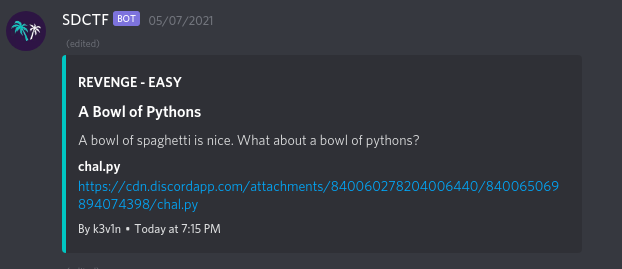 SDCTF BOT 05/07/2021
(edited)
REVENGE - EASY
A Bowl of Pythons
A bowl of spaghetti is nice. What about a bowl of pythons?
chal.py
https://cdn.discordapp.com/attachments/840060278204006440/840065069
894074398/chal.py
By k3v1n • Today at 7:15 PM